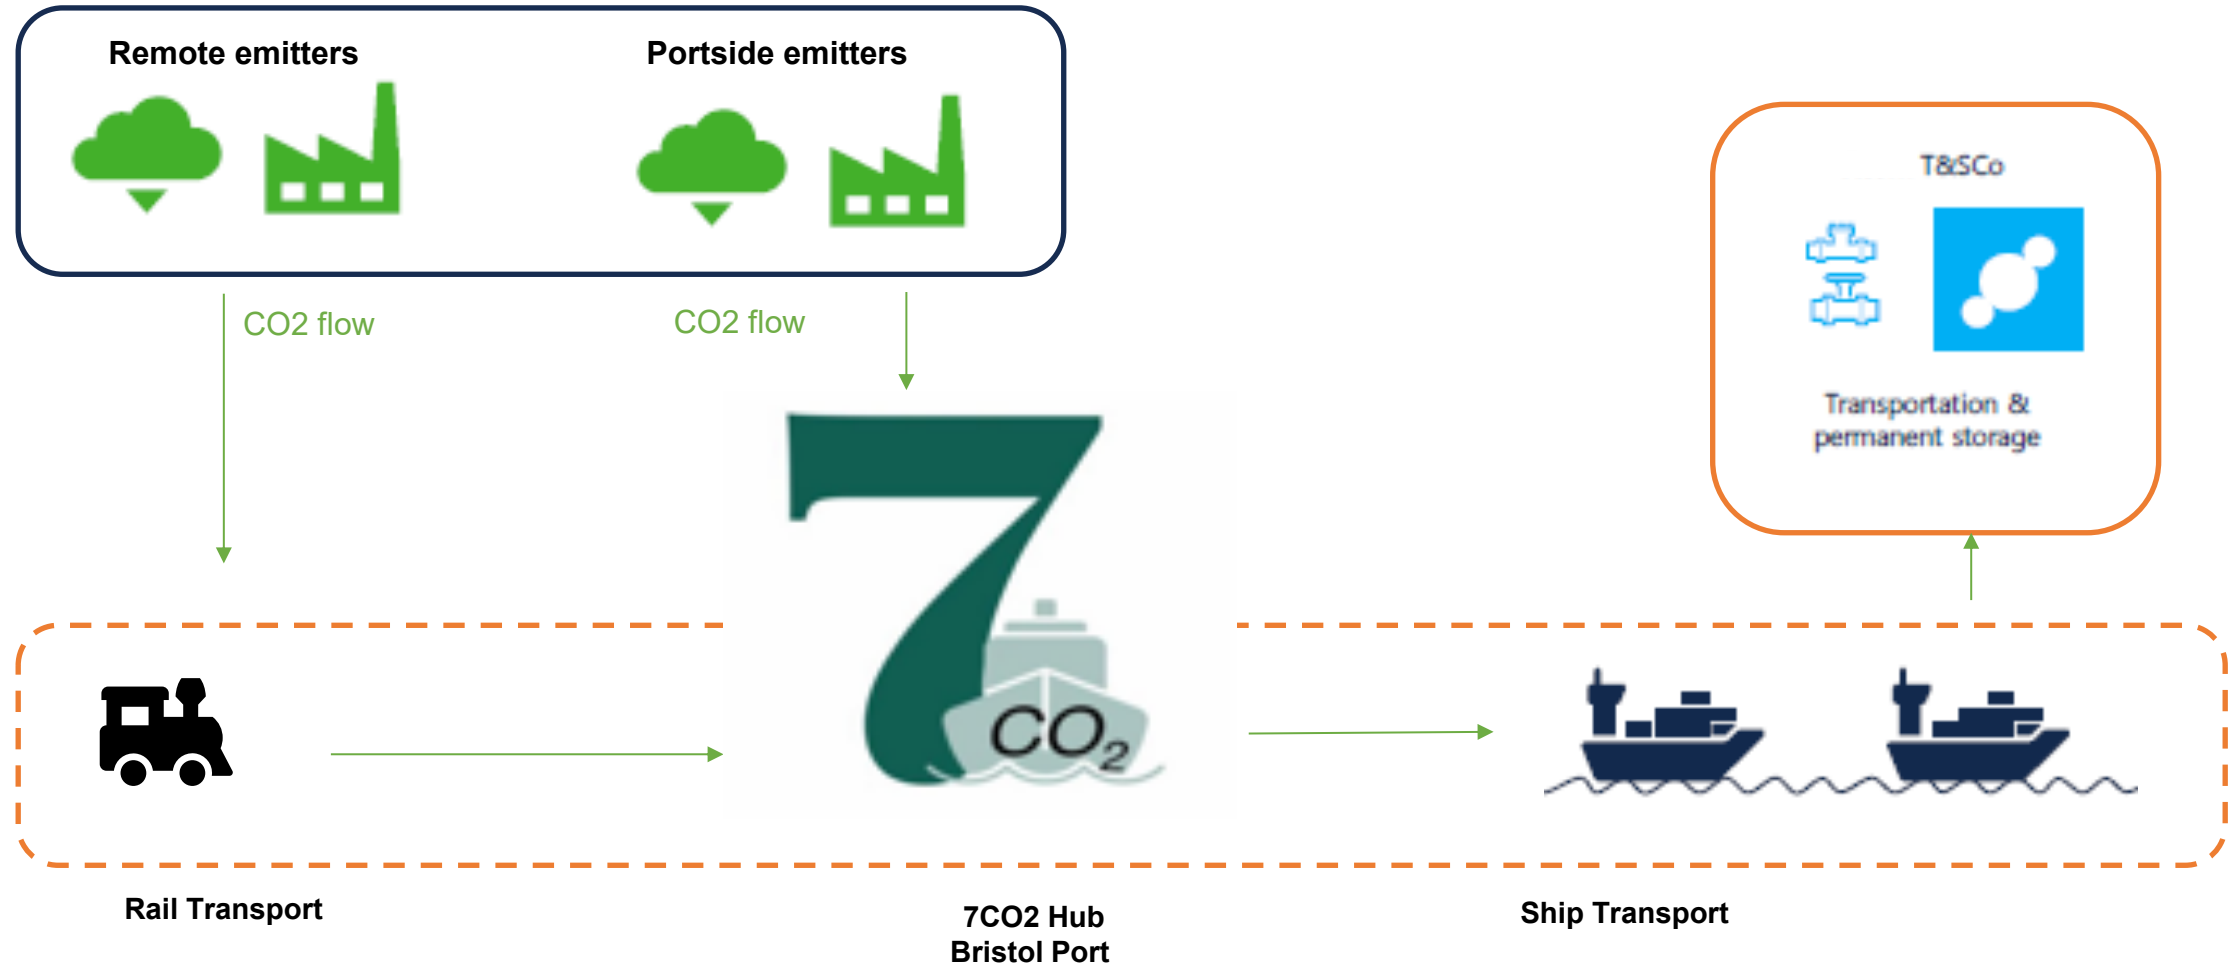 Remote emitters
Portside emitters
CO2 flow
CO2 flow
T&SCo
Transportation &
permanent storage
7
CO2
Rail Transport
7CO2 Hub
Bristol Port
Ship Transport